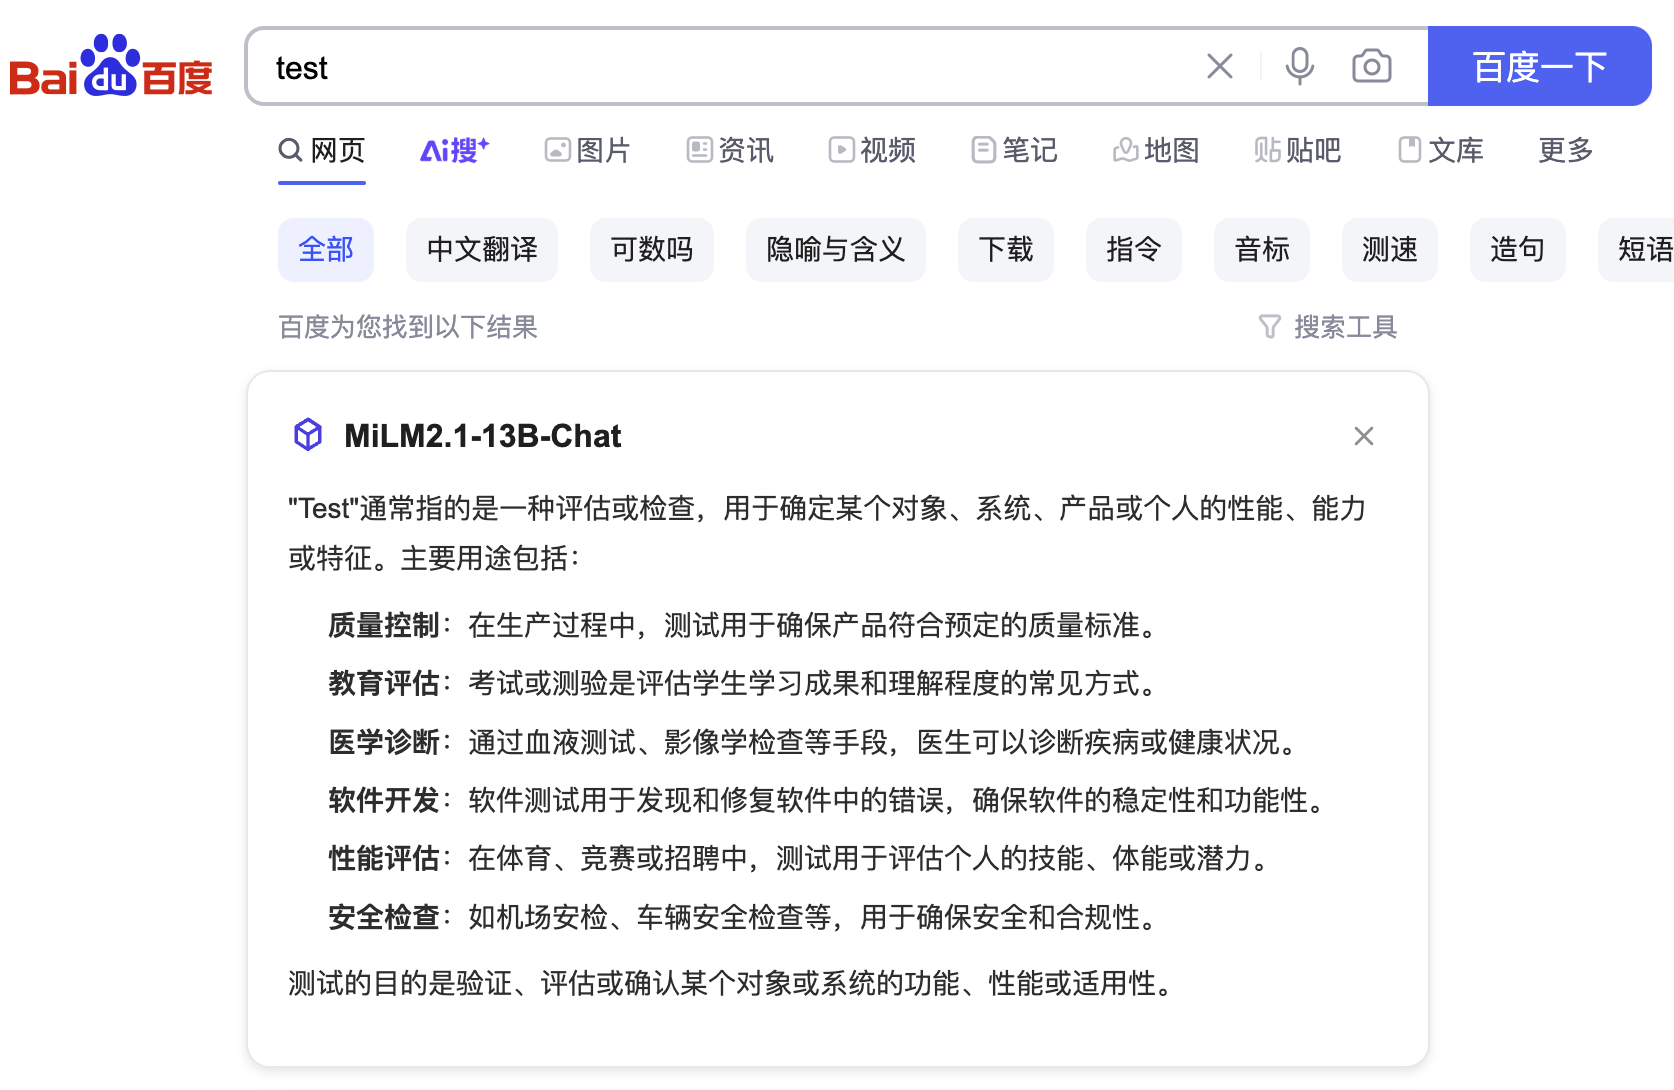 Bai du 百度
test
百度一下
网页 Ai搜 图片 资讯 视频 笔记 地图 贴吧 文库 更多
全部 中文翻译 可数吗 隐喻与含义 下载 指令 音标 测速 造句 短语
百度为您找到以下结果 搜索工具
MiLM2.1-13B-Chat
"Test"通常指的是一种评估或检查，用于确定某个对象、系统、产品或个人的性能、能力
或特征。主要用途包括：
质量控制：在生产过程中，测试用于确保产品符合预定的质量标准。
教育评估：考试或测验是评估学生学习成果和理解程度的常见方式。
医学诊断：通过血液测试、影像学检查等手段，医生可以诊断疾病或健康状况。
软件开发：软件测试用于发现和修复软件中的错误，确保软件的稳定性和功能性。
性能评估：在体育、竞赛或招聘中，测试用于评估个人的技能、体能或潜力。
安全检查：如机场安检、车辆安全检查等，用于确保安全和合规性。
测试的目的是验证、评估或确认某个对象或系统的功能、性能或适用性。